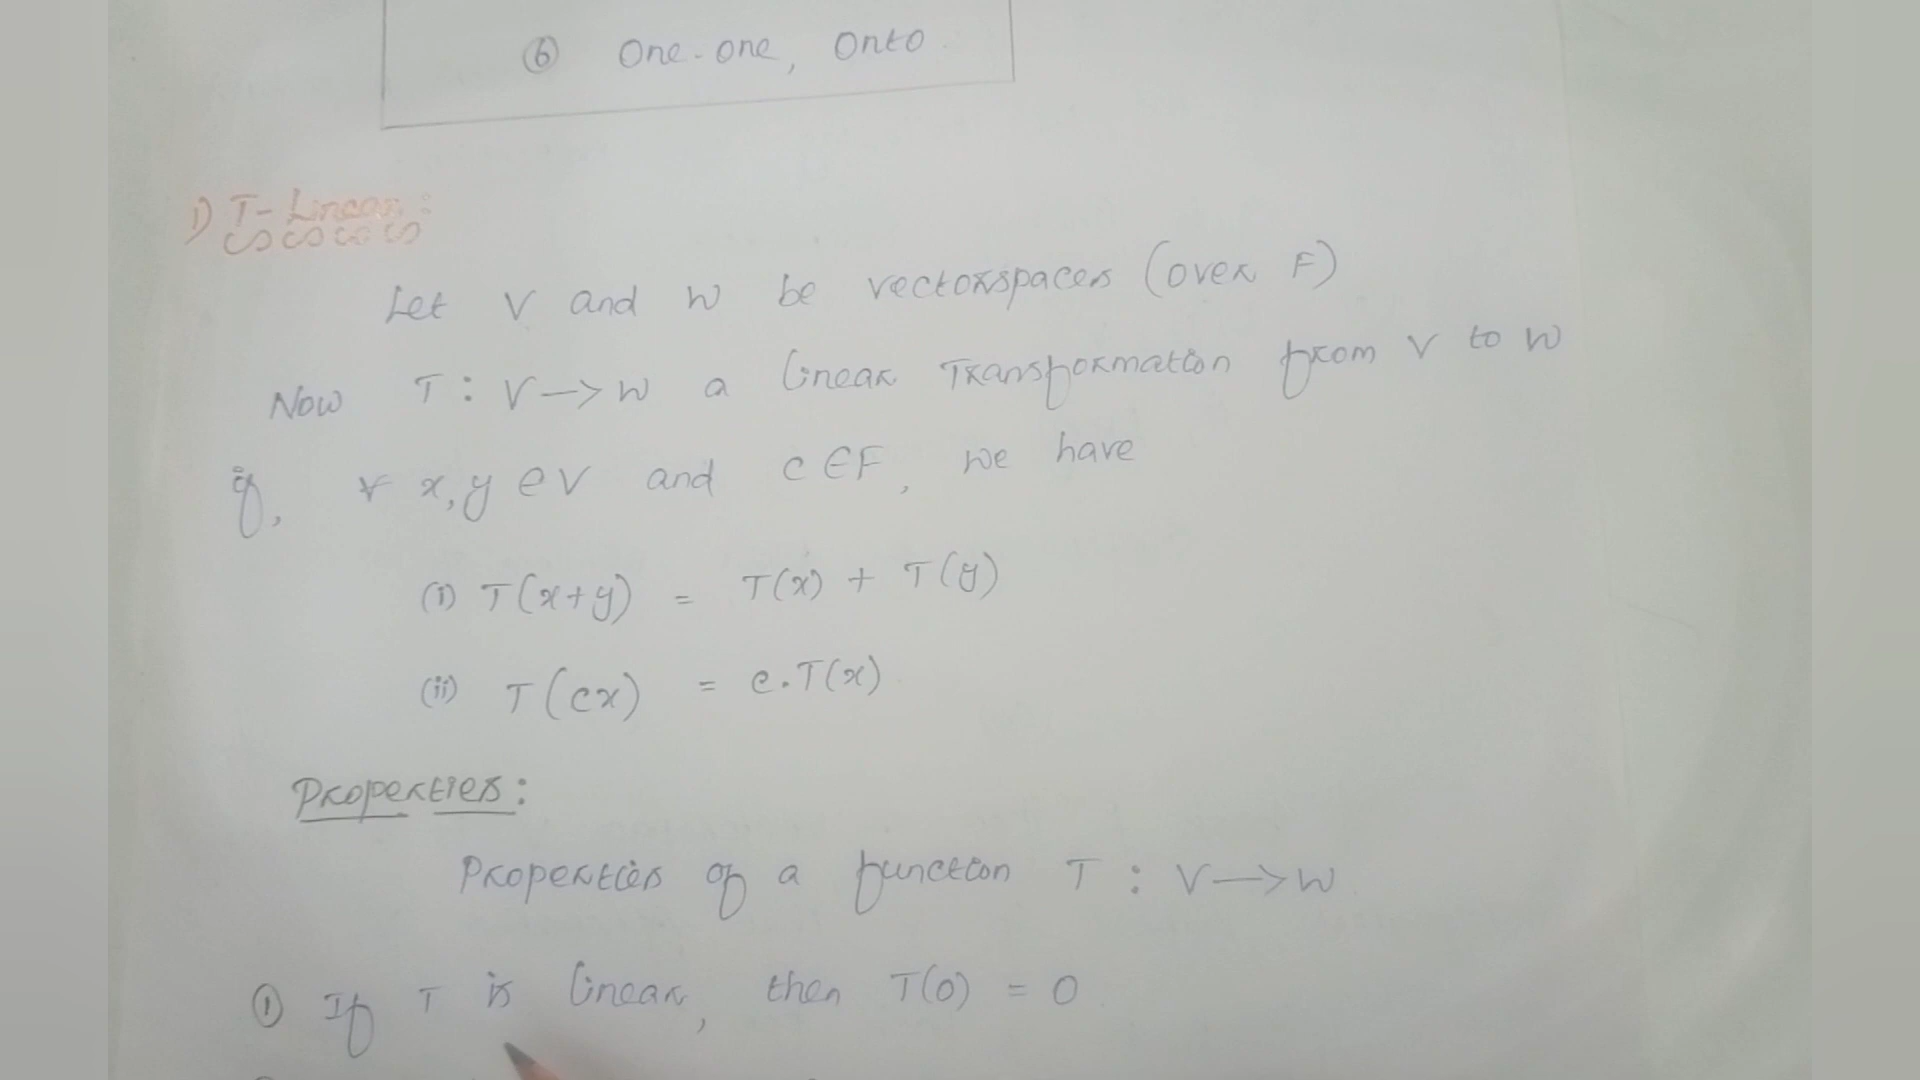 ⑥ One-one, Onto
1) T-Linear:
Let V and W be vectorspaces (over F)
Now T : V → W a linear Transformation from V to W
if, ∀ x, y ∈ V and c ∈ F, we have
(i) T(x+y) = T(x) + T(y)
(ii) T(cx) = c.T(x)
Properties:
Properties of a function T : V → W
① If T is linear, then T(0) = 0